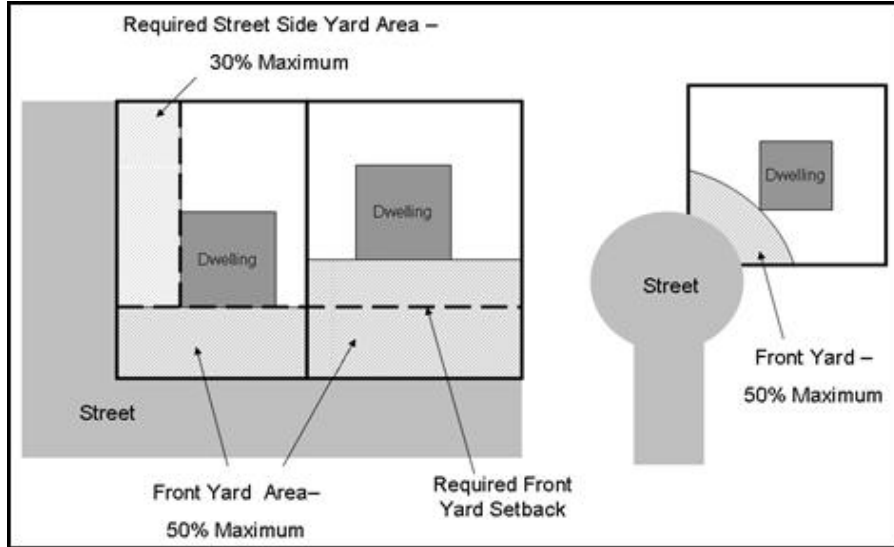 Required Street Side Yard Area –
30% Maximum
Dwelling
Dwelling
Dwelling
Street
Street
Front Yard –
50% Maximum
Front Yard Area–
50% Maximum
Required Front
Yard Setback